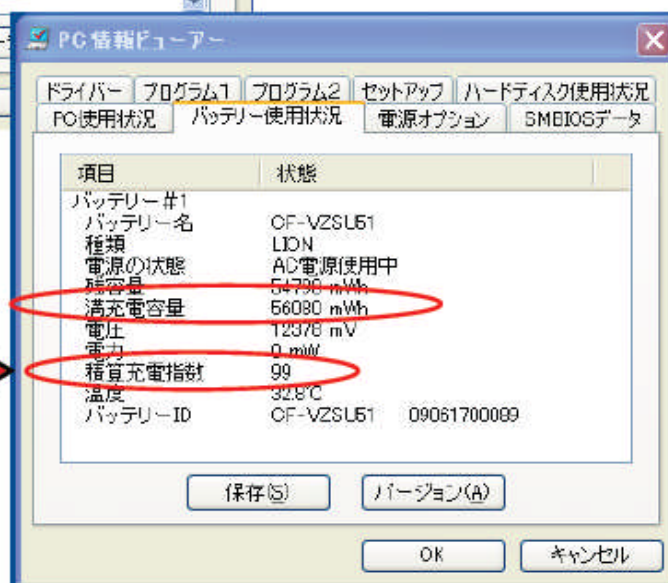 PC情報ビューアー
ドライバー プログラム1 プログラム2 セットアップ ハードディスク使用状況
PC使用状況 バッテリー使用状況 電源オプション SMBIOSデータ
項目 状態
バッテリー#1
バッテリー名 CF-VZSU51
種類 LION
電源の状態 AC電源使用中
残容量 54790 mWh
満充電容量 56080 mWh
電圧 12378 mV
電力 0 mW
積算充電指数 99
温度 32.8℃
バッテリーID CF-VZSU51 09061700089
保存(S) バージョン(A)
OK キャンセル